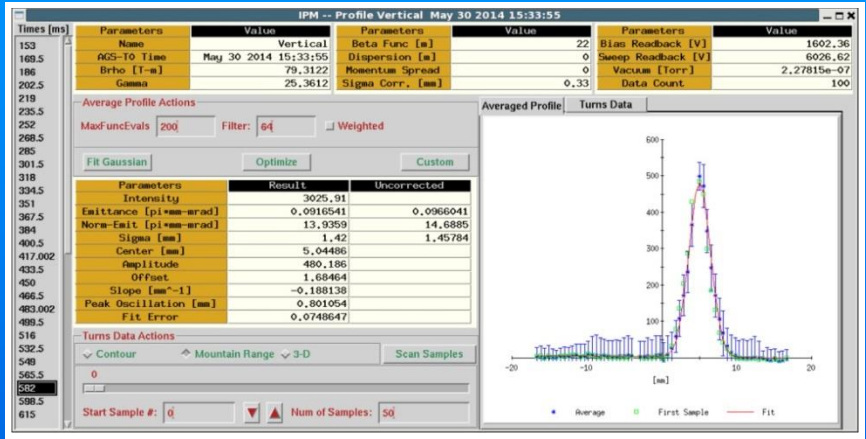 IPM -- Profile Vertical May 30 2014 15:33:55
Times [ms]
153
169.5
186
202.5
219
235.5
252
268.5
285
301.5
318
334.5
351
367.5
384
400.5
417.002
433.5
450
466.5
483.002
499.5
516
532.5
549
565.5
582
598.5
615
Parameters Value Parameters Value Parameters Value
Name Vertical Beta Func [m] 22 Bias Readback [V] 1602.36
AGS-T0 Time May 30 2014 15:33:55 Dispersion [m] 0 Sweep Readback [V] 6026.62
Brho [T-m] 79.3122 Momentum Spread 0 Vacuum [Torr] 2.27815e-07
Gamma 25.3612 Sigma Corr. [mm] 0.33 Data Count 100
Average Profile Actions
MaxFuncEvals 200 Filter: 64 Weighted
Fit Gaussian Optimize Custom
Parameters Result Uncorrected
Intensity 3025.91
Emittance [pi*mm-mrad] 0.0916541 0.0966041
Norm-Emit [pi*mm-mrad] 13.9359 14.6885
Sigma [mm] 1.42 1.45784
Center [mm] 5.04486
Amplitude 480.186
Offset 1.68464
Slope [mm^-1] -0.188138
Peak Oscillation [mm] 0.801054
Fit Error 0.0748647
Turns Data Actions
Contour Mountain Range 3-D Scan Samples
0
Start Sample #: 0 Num of Samples: 50
Averaged Profile Turns Data
600
500
400
300
200
100
-20 -10 0 10 20
[mm]
Average First Sample Fit